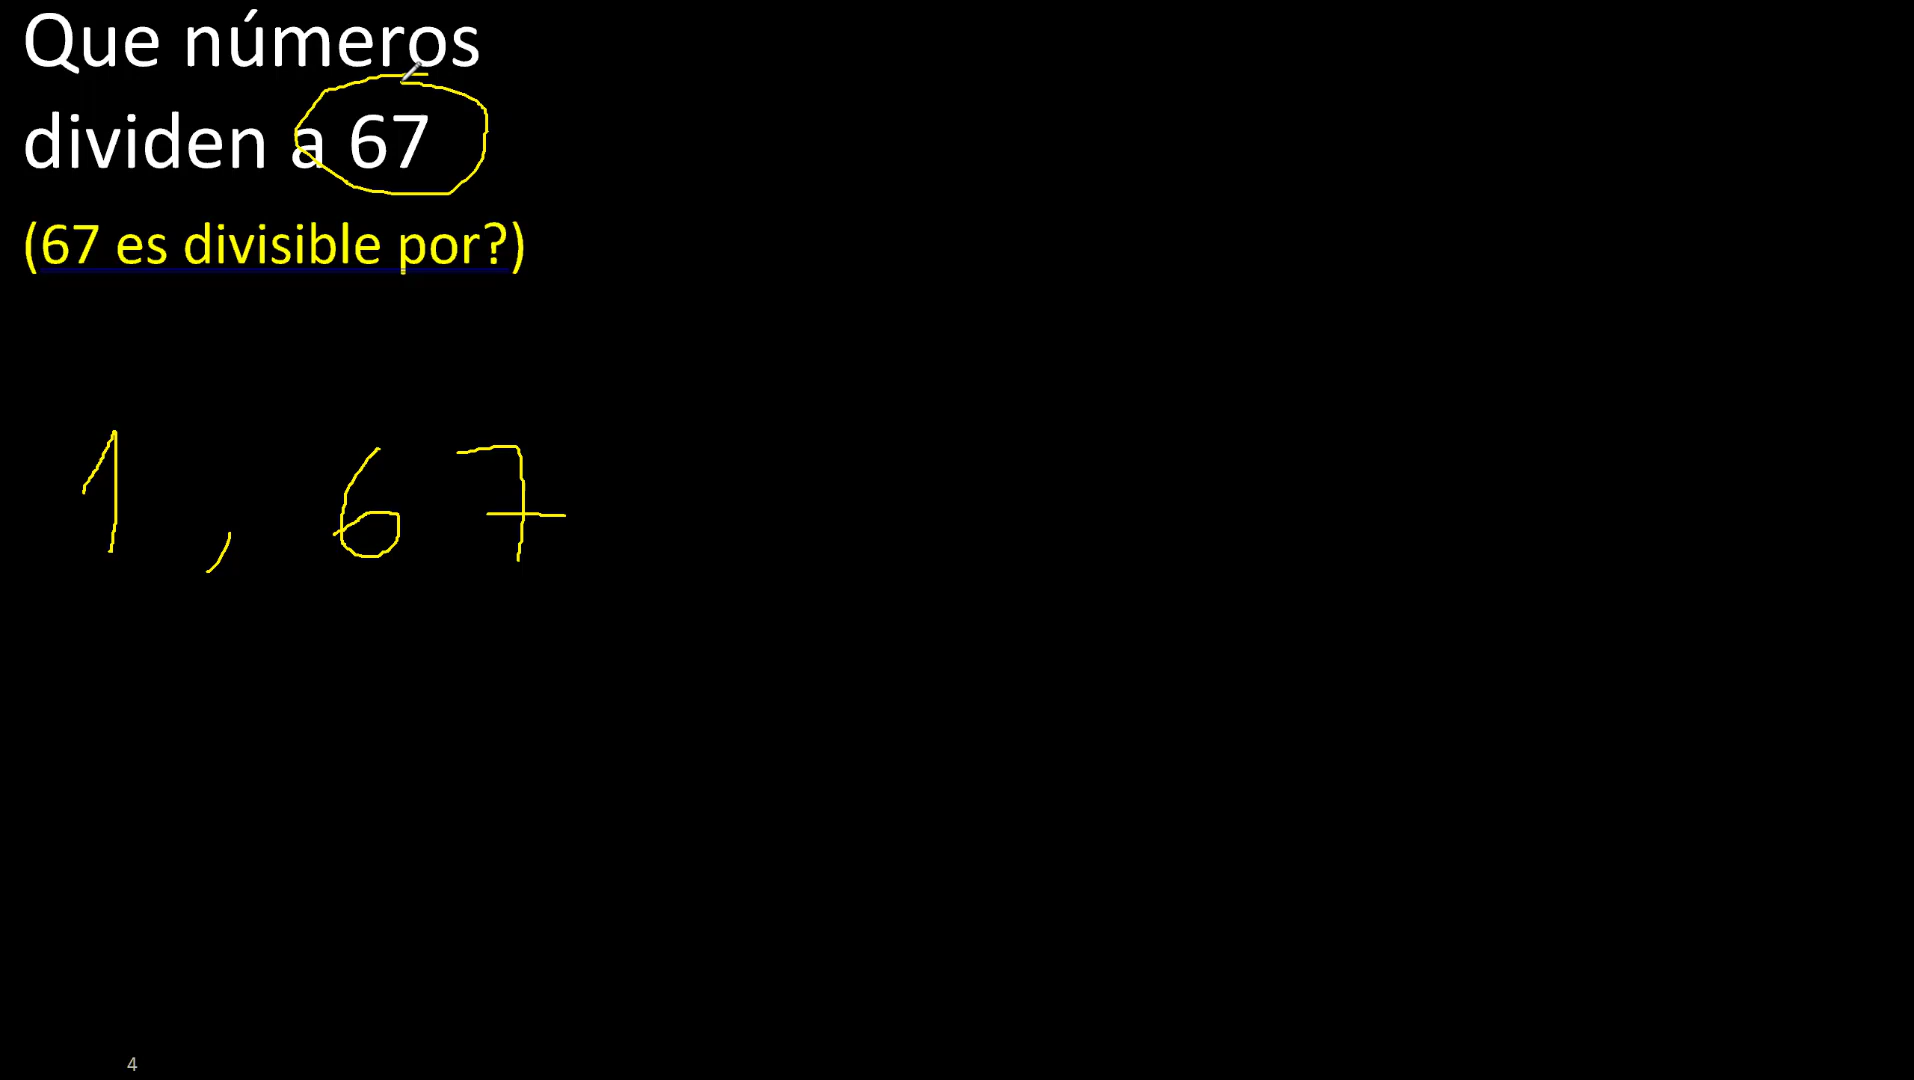 Que números
dividen a 67
(67 es divisible por?)
1 , 67
4